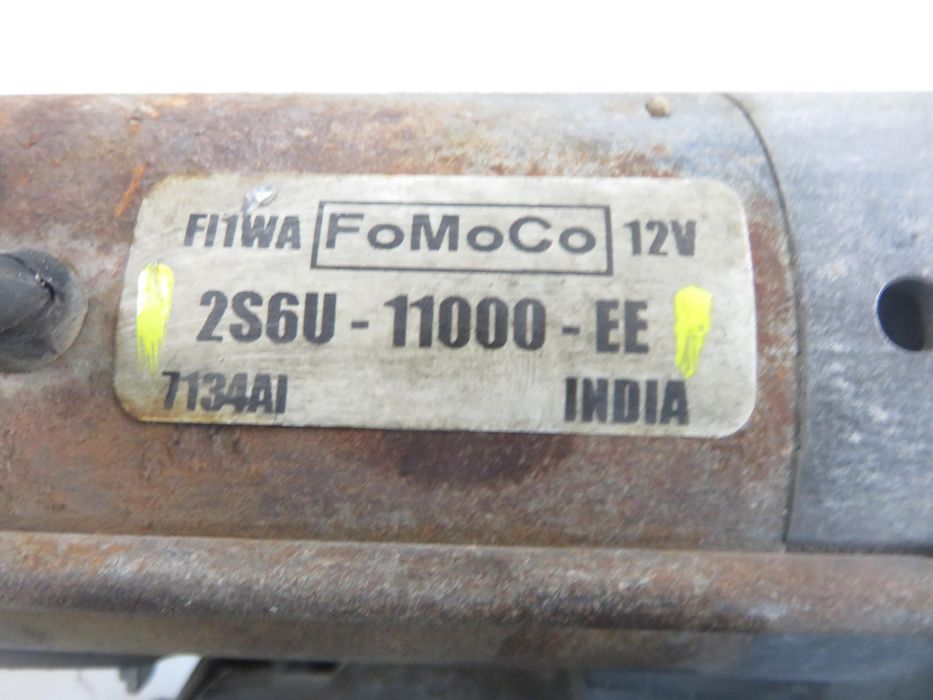 FI1WA FoMoCo 12V
2S6U - 11000 - EE
7134AI INDIA